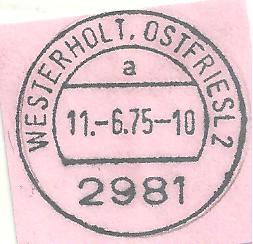 WESTERHOLT, OSTFRIESL 2
a
11.-6.75-10
2981